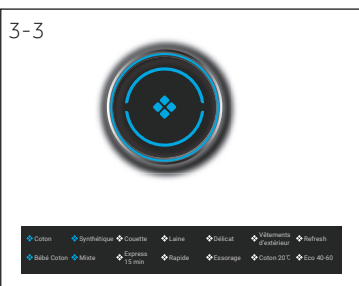 3-3
Coton Synthétique Couette Laine Délicat Vêtements d'extérieur Refresh
Bébé Coton Mixte Express 15 min Rapide Essorage Coton 20℃ Eco 40-60